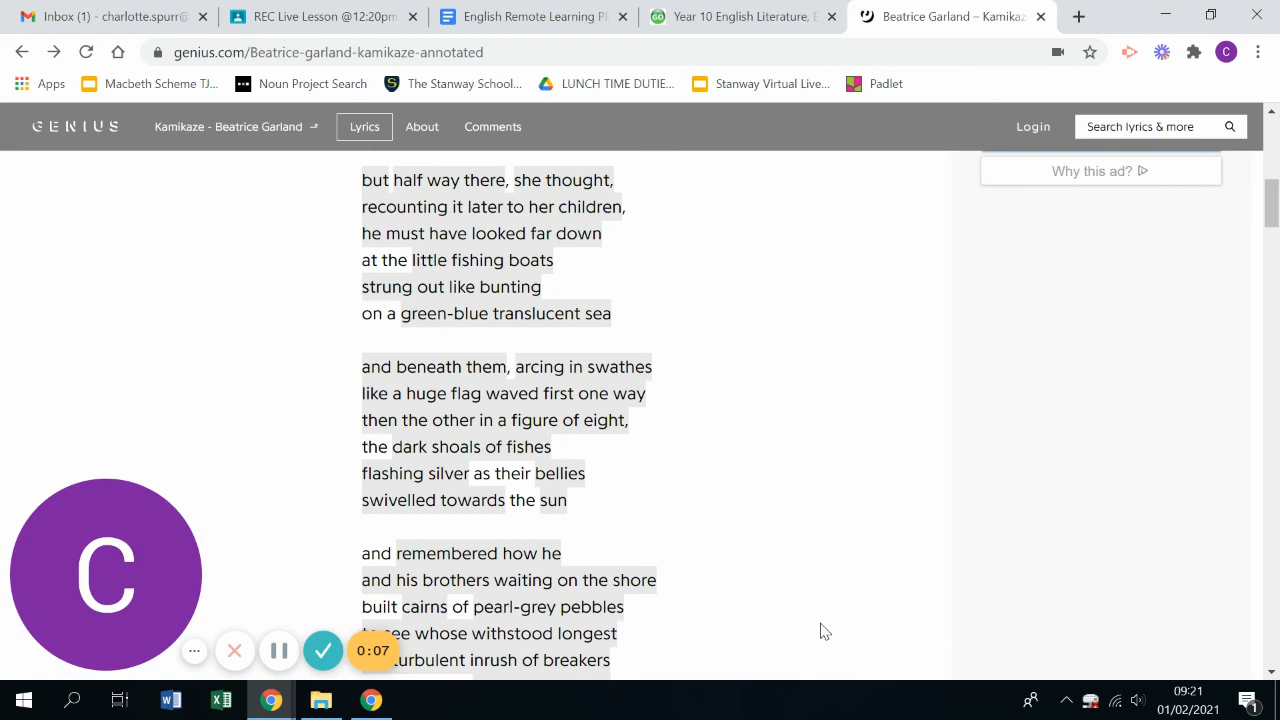 Inbox (1) - charlotte.spurr@
REC Live Lesson @12:20pm
English Remote Learning Pl
GO
Year 10 English Literature, E
Beatrice Garland – Kamikaz
genius.com/Beatrice-garland-kamikaze-annotated
C
Apps
Macbeth Scheme TJ...
Noun Project Search
The Stanway School...
LUNCH TIME DUTIE...
Stanway Virtual Live...
Padlet
GENIUS
Kamikaze - Beatrice Garland
Lyrics
About
Comments
Login
Search lyrics & more
Why this ad?
but half way there, she thought,
recounting it later to her children,
he must have looked far down
at the little fishing boats
strung out like bunting
on a green-blue translucent sea
and beneath them, arcing in swathes
like a huge flag waved first one way
then the other in a figure of eight,
the dark shoals of fishes
flashing silver as their bellies
swivelled towards the sun
and remembered how he
and his brothers waiting on the shore
built cairns of pearl-grey pebbles
see whose withstood longest
turbulent inrush of breakers
C
0:07
09:21
01/02/2021
1